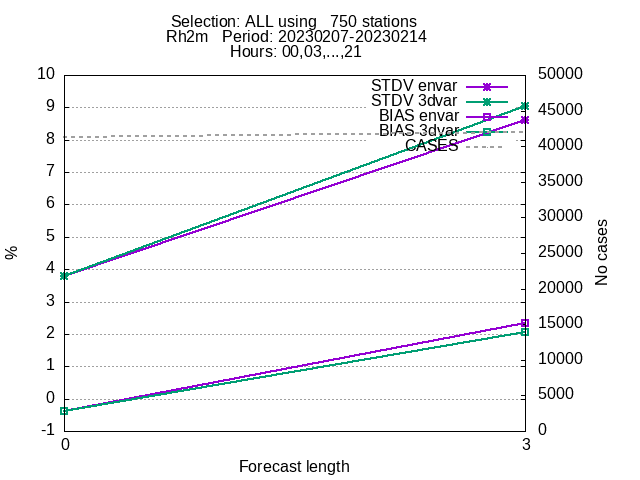 Selection: ALL using   750 stations
Rh2m   Period: 20230207-20230214
Hours: 00,03,...,21
10
9
8
7
6
5
4
3
2
1
0
-1
%
STDV envar
STDV 3dvar
BIAS envar
BIAS 3dvar
CASES
50000
45000
40000
35000
30000
25000
20000
15000
10000
5000
0
No cases
0
3
Forecast length